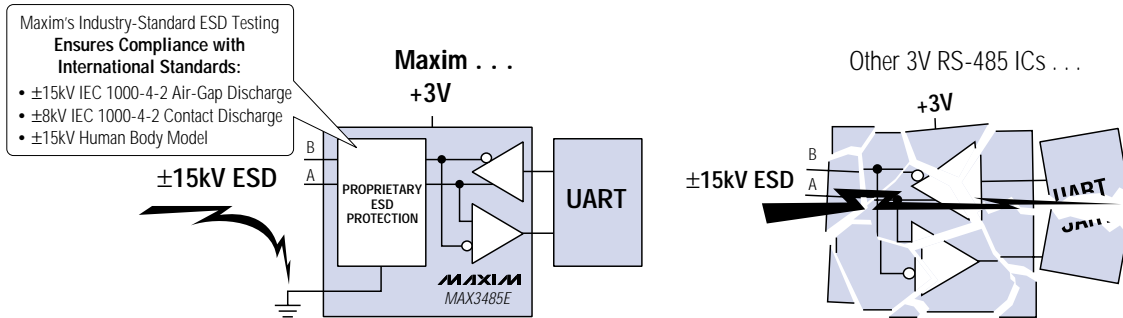 Maxim's Industry-Standard ESD Testing
Ensures Compliance with
International Standards:
• ±15kV IEC 1000-4-2 Air-Gap Discharge
• ±8kV IEC 1000-4-2 Contact Discharge
• ±15kV Human Body Model
Maxim . . .
+3V
B
A
±15kV ESD
PROPRIETARY
ESD
PROTECTION
UART
MAXIM
MAX3485E
Other 3V RS-485 ICs . . .
+3V
B
A
±15kV ESD
UART